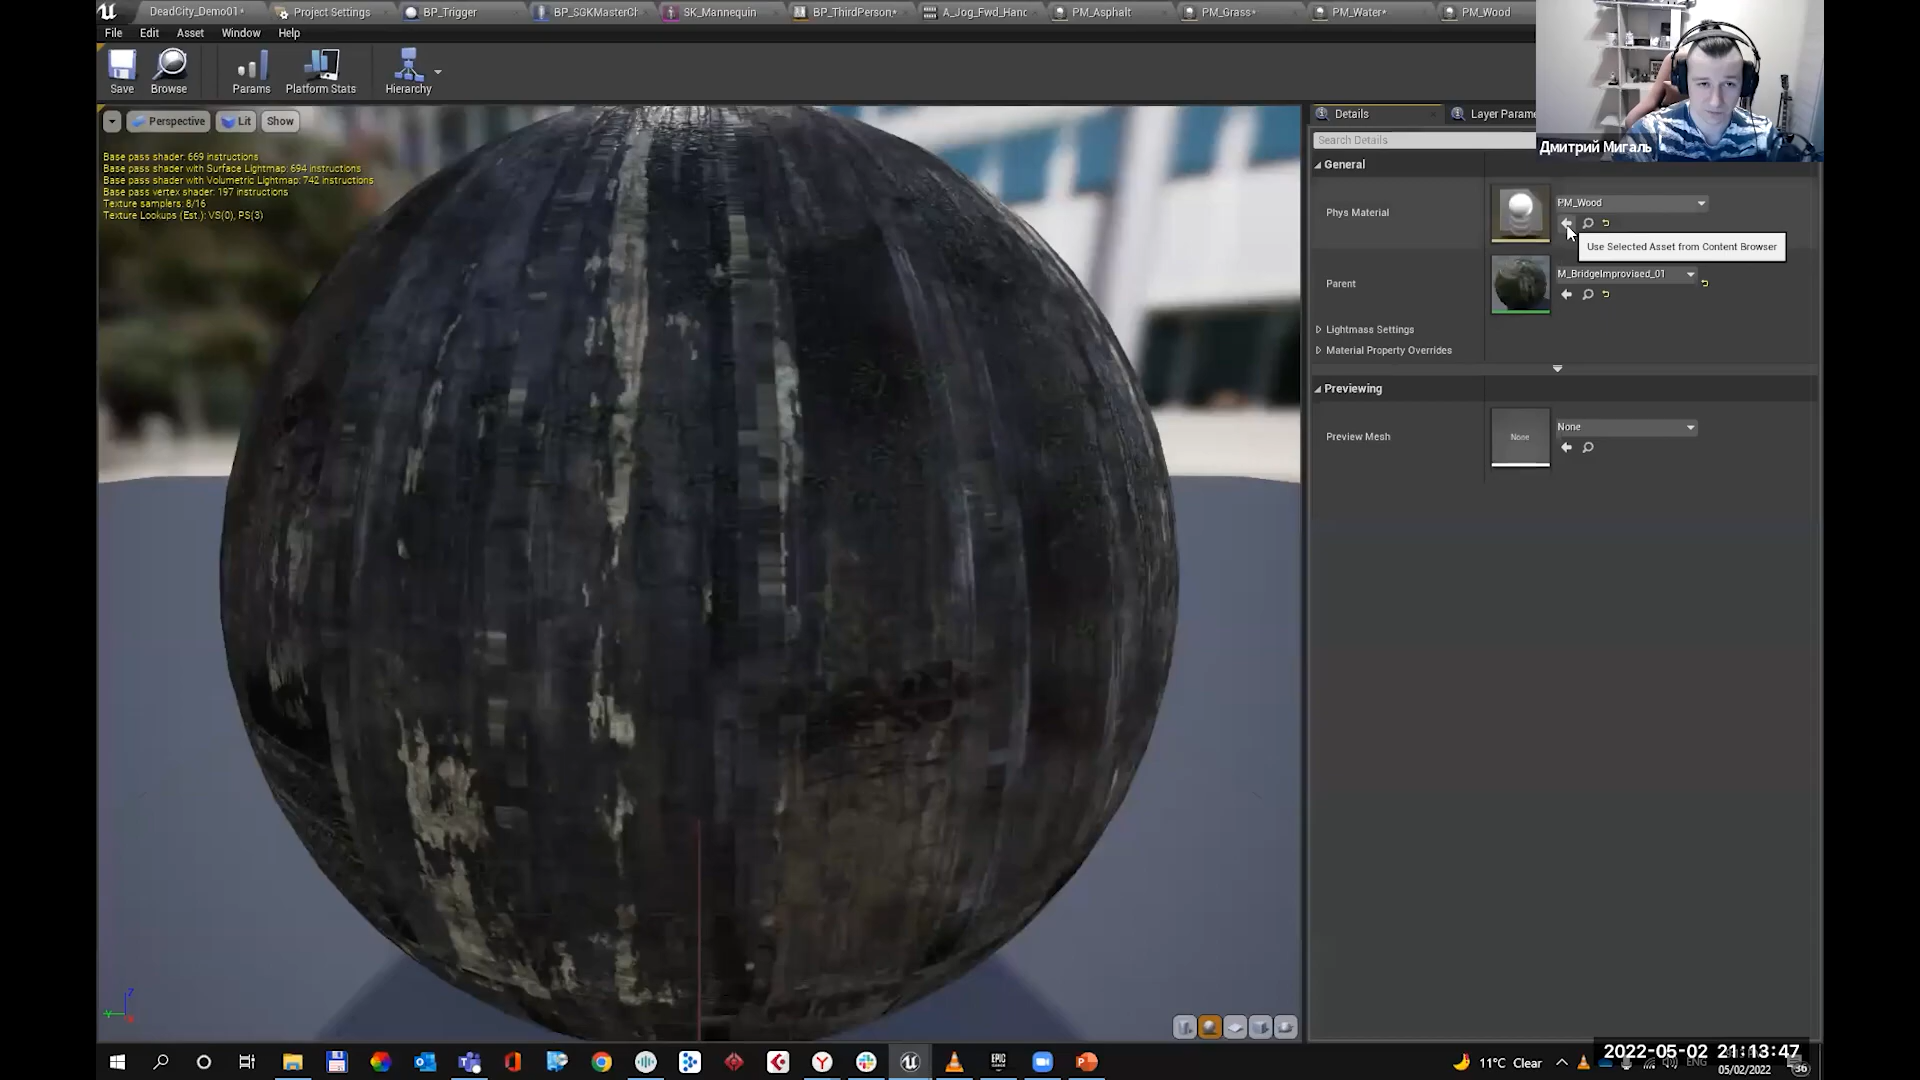 DeadCity_Demo01*
Project Settings
BP_Trigger
BP_SGKMasterCh
SK_Mannequin
BP_ThirdPerson*
A_Jog_Fwd_Hand
PM_Asphalt
PM_Grass*
PM_Water*
PM_Wood
File Edit Asset Window Help
Save
Browse
Params
Platform Stats
Hierarchy
Perspective
Lit
Show
Base pass shader: 669 instructions
Base pass shader with Surface Lightmap: 694 instructions
Base pass shader with Volumetric Lightmap: 742 instructions
Base pass vertex shader: 197 instructions
Texture samplers: 8/16
Texture Lookups (Est.): VS(0), PS(3)
Details
Layer Parame
Дмитрий Мигаль
Search Details
General
Phys Material
PM_Wood
Use Selected Asset from Content Browser
Parent
M_BridgeImprovised_01
Lightmass Settings
Material Property Overrides
Previewing
Preview Mesh
None
None
Z
Y
11°C Clear
2022-05-02 21:13:47
05/02/2022
36